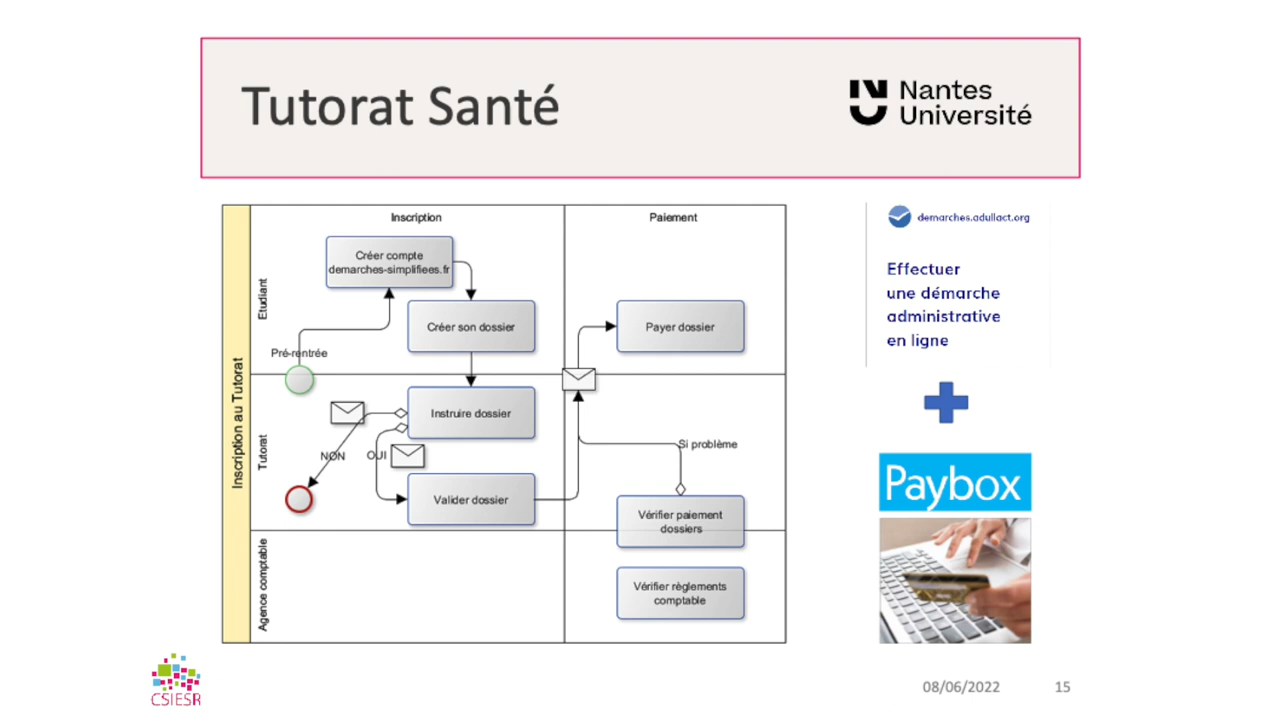 Tutorat Santé
Nantes
Université
Inscription
Paiement
Inscription au Tutorat
Etudiant
Créer compte
demarches-simplifiees.fr
Créer son dossier
Payer dossier
Pré-rentrée
Tutorat
Instruire dossier
NON
OUI
Si problème
Valider dossier
Vérifier paiement
dossiers
Agence comptable
Vérifier règlements
comptable
demarches.adullact.org
Effectuer
une démarche
administrative
en ligne
Paybox
CSIESR
08/06/2022
15